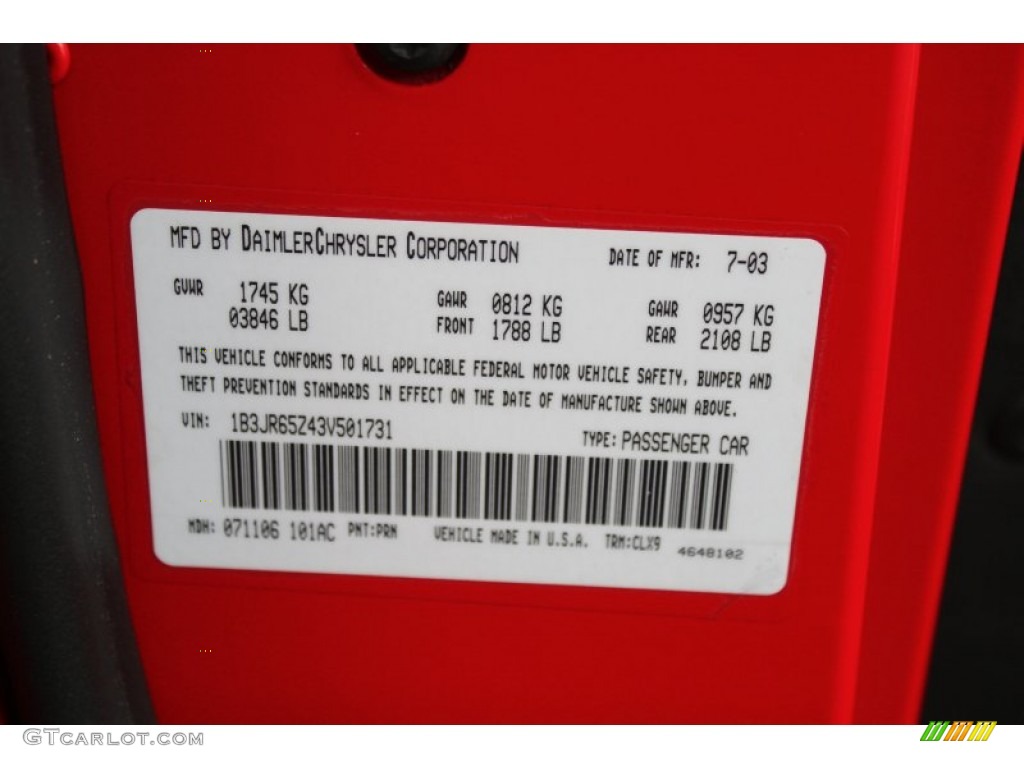 MFD BY DAIMLERCHRYSLER CORPORATION DATE OF MFR: 7-03
GVWR 1745 KG GAWR 0812 KG GAWR 0957 KG
03846 LB FRONT 1788 LB REAR 2108 LB
THIS VEHICLE CONFORMS TO ALL APPLICABLE FEDERAL MOTOR VEHICLE SAFETY, BUMPER AND
THEFT PREVENTION STANDARDS IN EFFECT ON THE DATE OF MANUFACTURE SHOWN ABOVE.
VIN: 1B3JR65Z43V501731 TYPE: PASSENGER CAR
MDH: 071106 101AC PNT:PRN VEHICLE MADE IN U.S.A. TRM:CLX9 4648102
GTCARLOT.COM